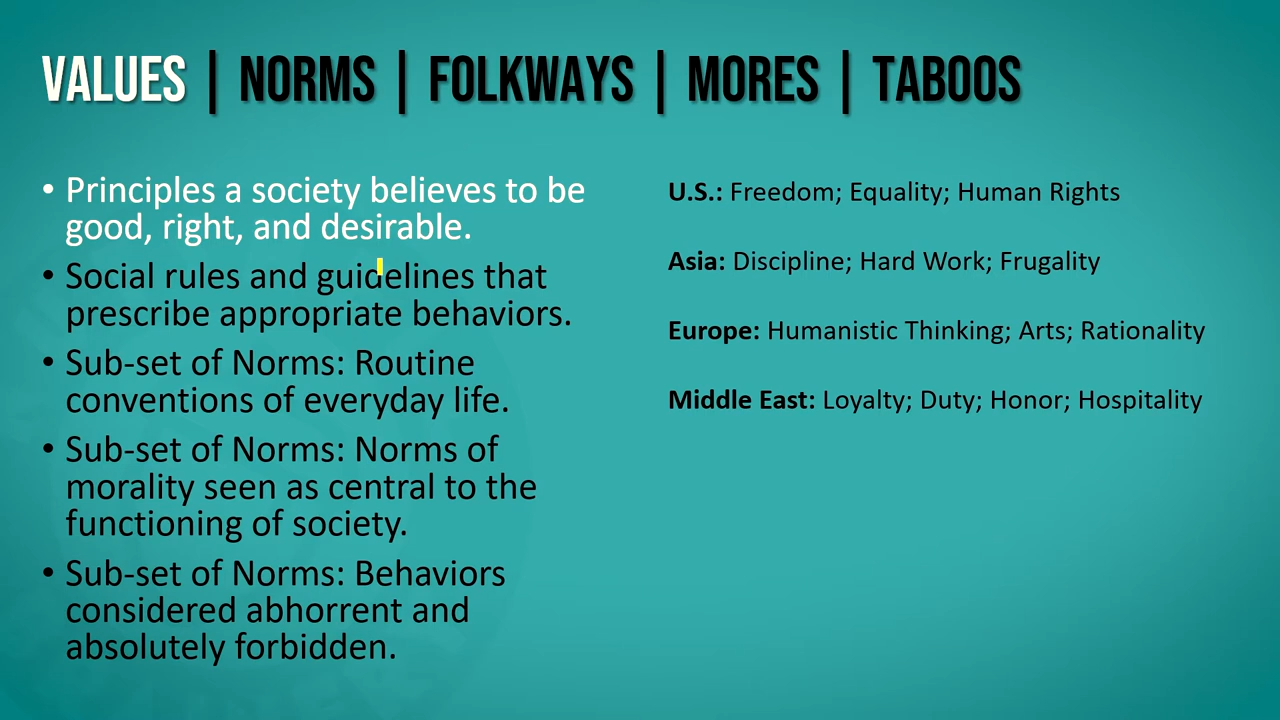 VALUES | NORMS | FOLKWAYS | MORES | TABOOS
• Principles a society believes to be
good, right, and desirable.
• Social rules and guidelines that
prescribe appropriate behaviors.
• Sub-set of Norms: Routine
conventions of everyday life.
• Sub-set of Norms: Norms of
morality seen as central to the
functioning of society.
• Sub-set of Norms: Behaviors
considered abhorrent and
absolutely forbidden.
U.S.: Freedom; Equality; Human Rights
Asia: Discipline; Hard Work; Frugality
Europe: Humanistic Thinking; Arts; Rationality
Middle East: Loyalty; Duty; Honor; Hospitality